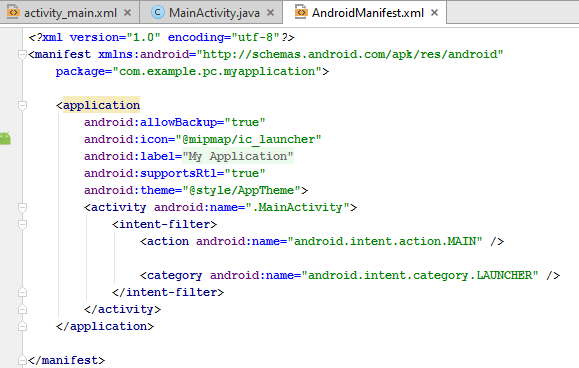 activity_main.xml × MainActivity.java × AndroidManifest.xml ×
<?xml version="1.0" encoding="utf-8"?>
<manifest xmlns:android="http://schemas.android.com/apk/res/android"
    package="com.example.pc.myapplication">

    <application
        android:allowBackup="true"
        android:icon="@mipmap/ic_launcher"
        android:label="My Application"
        android:supportsRtl="true"
        android:theme="@style/AppTheme">
        <activity android:name=".MainActivity">
            <intent-filter>
                <action android:name="android.intent.action.MAIN" />

                <category android:name="android.intent.category.LAUNCHER" />
            </intent-filter>
        </activity>
    </application>

</manifest>